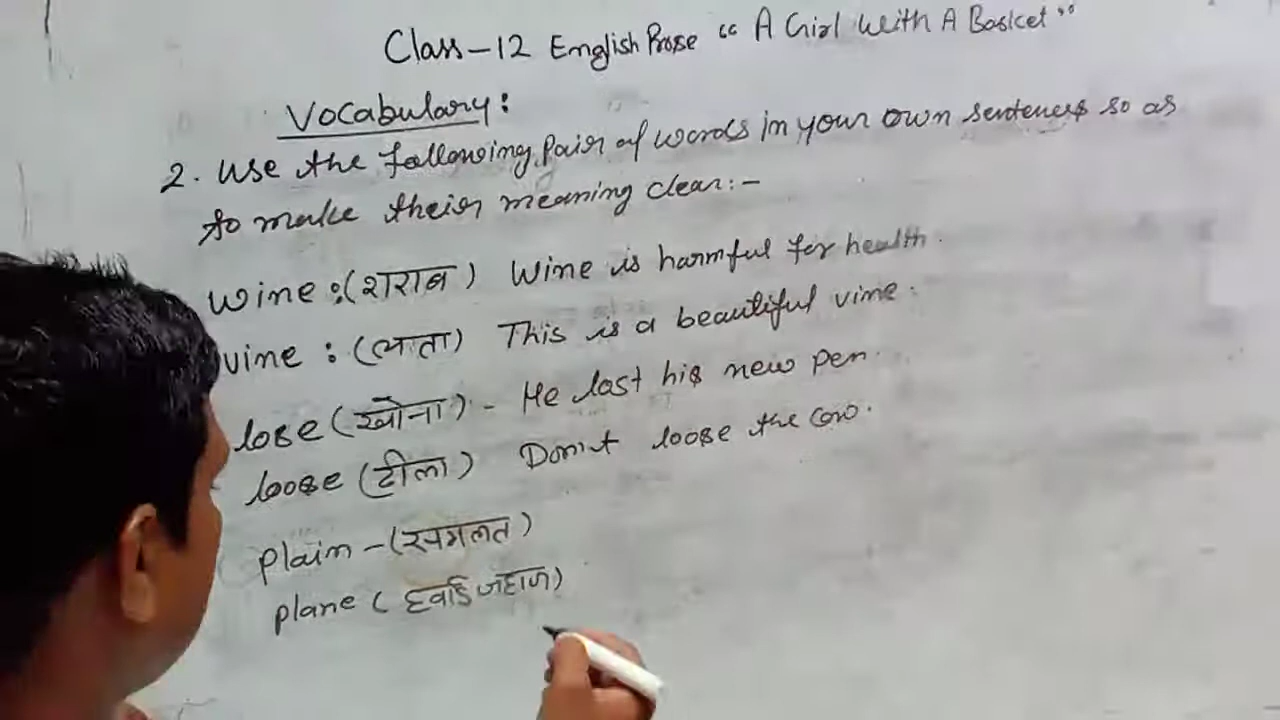 Class-12 English Prose "A Girl With A Basket"
Vocabulary:
2. Use the following pair of words in your own sentences so as
to make their meaning clear:-
Wine :(शराब) Wine is harmful for health.
vine : (लता) This is a beautiful vine.
lose (खोना) - He lost his new pen.
loose (ढीला) Don't loose the cow.
plain - (समतल)
plane ( हवाई जहाज)